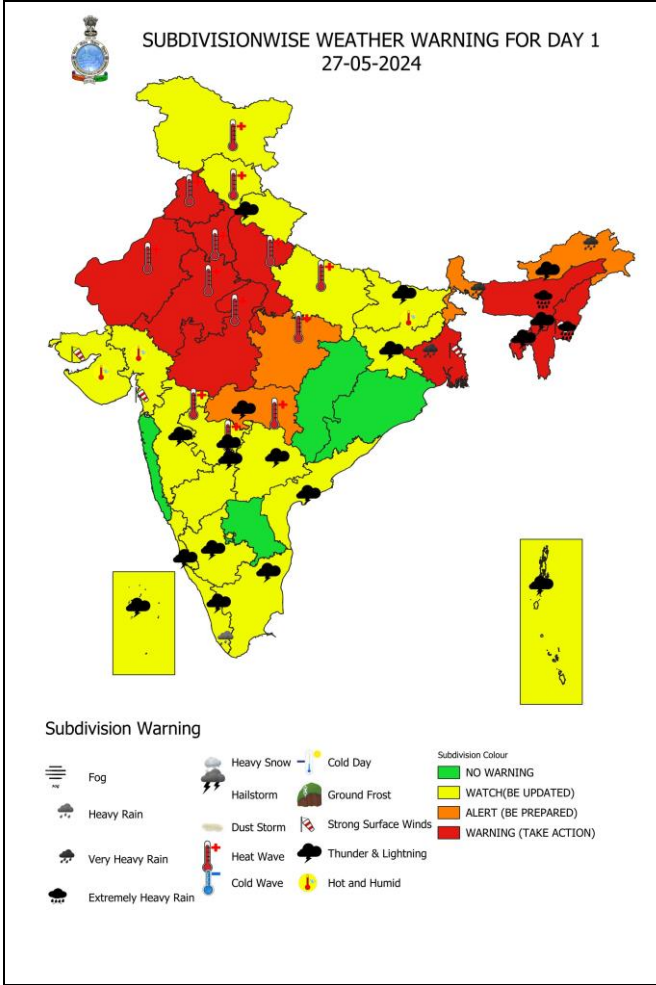 SUBDIVISIONWISE WEATHER WARNING FOR DAY 1
27-05-2024
Subdivision Warning
Fog
Heavy Rain
Very Heavy Rain
Extremely Heavy Rain
Heavy Snow
Hailstorm
Dust Storm
Heat Wave
Cold Wave
Cold Day
Ground Frost
Strong Surface Winds
Thunder & Lightning
Hot and Humid
Subdivision Colour
NO WARNING
WATCH(BE UPDATED)
ALERT (BE PREPARED)
WARNING (TAKE ACTION)